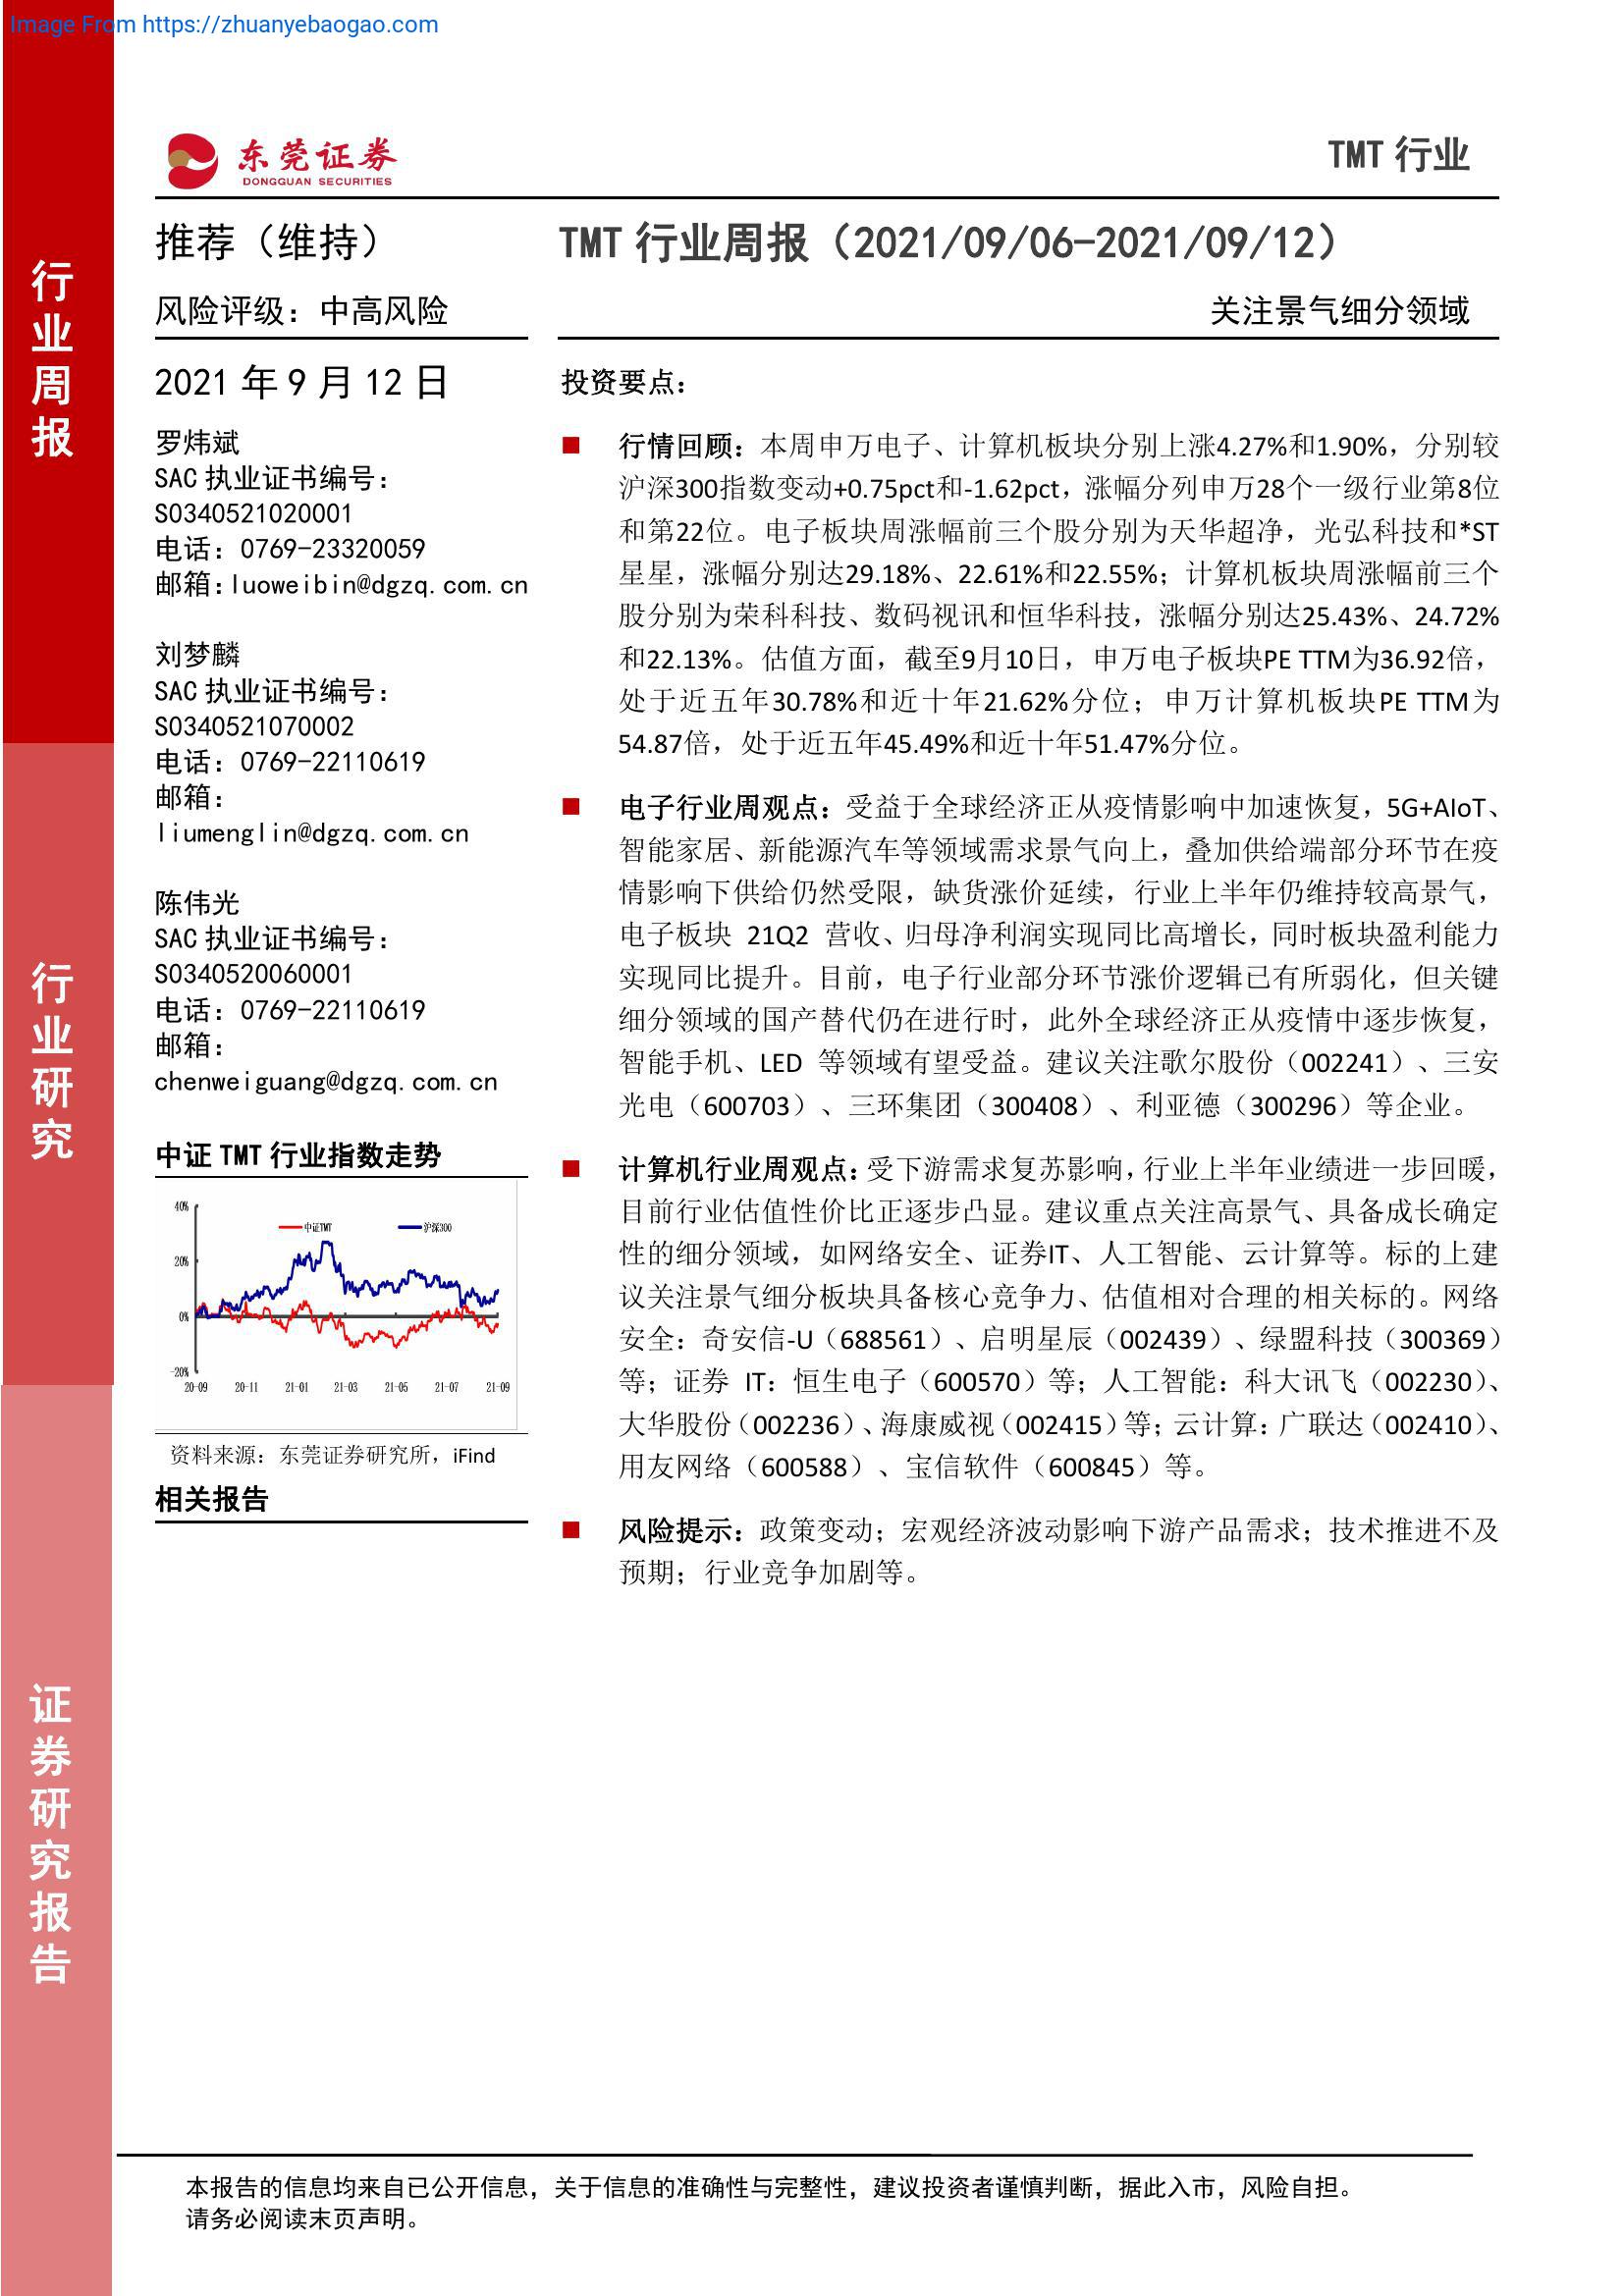 Image From https://zhuanyebaogao.com
东莞证券
DONGGUAN SECURITIES
TMT 行业
行业周报
行业研究
证券研究报告
推荐（维持）
风险评级：中高风险
2021 年 9 月 12 日
罗炜斌
SAC 执业证书编号：
S0340521020001
电话：0769-23320059
邮箱：luoweibin@dgzq.com.cn
刘梦麟
SAC 执业证书编号：
S0340521070002
电话：0769-22110619
邮箱：
liumenglin@dgzq.com.cn
陈伟光
SAC 执业证书编号：
S0340520060001
电话：0769-22110619
邮箱：
chenweiguang@dgzq.com.cn
中证 TMT 行业指数走势
40%
20%
0%
-20%
中证TMT
沪深300
20-09 20-11 21-01 21-03 21-05 21-07 21-09
资料来源：东莞证券研究所，iFind
相关报告
TMT 行业周报（2021/09/06-2021/09/12）
关注景气细分领域
投资要点：
■ 行情回顾：本周申万电子、计算机板块分别上涨4.27%和1.90%，分别较
沪深300指数变动+0.75pct和-1.62pct，涨幅分列申万28个一级行业第8位
和第22位。电子板块周涨幅前三个股分别为天华超净，光弘科技和*ST
星星，涨幅分别达29.18%、22.61%和22.55%；计算机板块周涨幅前三个
股分别为荣科科技、数码视讯和恒华科技，涨幅分别达25.43%、24.72%
和22.13%。估值方面，截至9月10日，申万电子板块PE TTM为36.92倍，
处于近五年30.78%和近十年21.62%分位；申万计算机板块PE TTM为
54.87倍，处于近五年45.49%和近十年51.47%分位。
■ 电子行业周观点：受益于全球经济正从疫情影响中加速恢复，5G+AIoT、
智能家居、新能源汽车等领域需求景气向上，叠加供给端部分环节在疫
情影响下供给仍然受限，缺货涨价延续，行业上半年仍维持较高景气，
电子板块 21Q2 营收、归母净利润实现同比高增长，同时板块盈利能力
实现同比提升。目前，电子行业部分环节涨价逻辑已有所弱化，但关键
细分领域的国产替代仍在进行时，此外全球经济正从疫情中逐步恢复，
智能手机、LED 等领域有望受益。建议关注歌尔股份（002241）、三安
光电（600703）、三环集团（300408）、利亚德（300296）等企业。
■ 计算机行业周观点：受下游需求复苏影响，行业上半年业绩进一步回暖，
目前行业估值性价比正逐步凸显。建议重点关注高景气、具备成长确定
性的细分领域，如网络安全、证券IT、人工智能、云计算等。标的上建
议关注景气细分板块具备核心竞争力、估值相对合理的相关标的。网络
安全：奇安信-U（688561）、启明星辰（002439）、绿盟科技（300369）
等；证券 IT：恒生电子（600570）等；人工智能：科大讯飞（002230）、
大华股份（002236）、海康威视（002415）等；云计算：广联达（002410）、
用友网络（600588）、宝信软件（600845）等。
■ 风险提示：政策变动；宏观经济波动影响下游产品需求；技术推进不及
预期；行业竞争加剧等。
本报告的信息均来自已公开信息，关于信息的准确性与完整性，建议投资者谨慎判断，据此入市，风险自担。
请务必阅读末页声明。